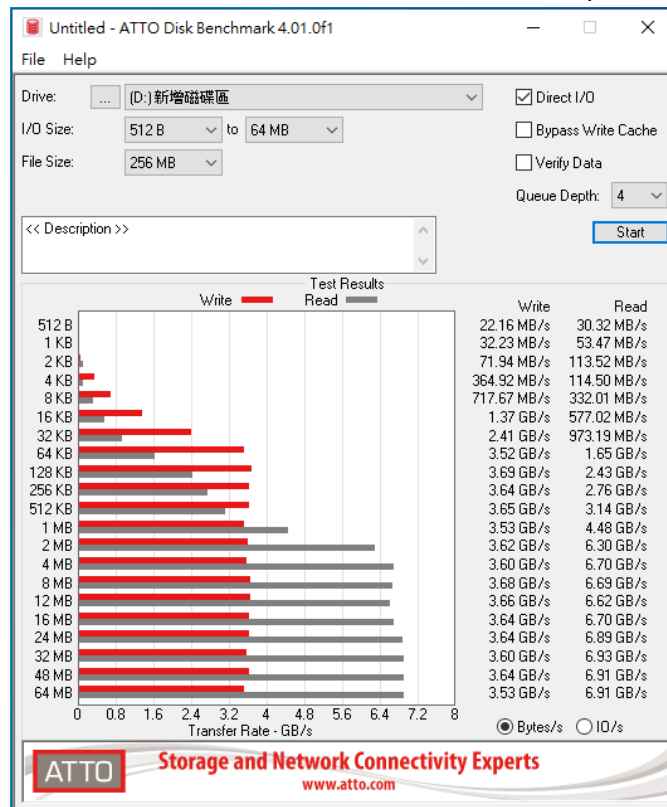 Untitled - ATTO Disk Benchmark 4.01.0f1
File Help
Drive: ... (D:) 新增磁碟區 Direct I/O
I/O Size: 512 B to 64 MB Bypass Write Cache
File Size: 256 MB Verify Data
Queue Depth: 4
<< Description >> Start
Test Results
Write Read Write Read
512 B 22.16 MB/s 30.32 MB/s
1 KB 32.23 MB/s 53.47 MB/s
2 KB 71.94 MB/s 113.52 MB/s
4 KB 364.92 MB/s 114.50 MB/s
8 KB 717.67 MB/s 332.01 MB/s
16 KB 1.37 GB/s 577.02 MB/s
32 KB 2.41 GB/s 973.19 MB/s
64 KB 3.52 GB/s 1.65 GB/s
128 KB 3.69 GB/s 2.43 GB/s
256 KB 3.64 GB/s 2.76 GB/s
512 KB 3.65 GB/s 3.14 GB/s
1 MB 3.53 GB/s 4.48 GB/s
2 MB 3.62 GB/s 6.30 GB/s
4 MB 3.60 GB/s 6.70 GB/s
8 MB 3.68 GB/s 6.69 GB/s
12 MB 3.66 GB/s 6.62 GB/s
16 MB 3.64 GB/s 6.70 GB/s
24 MB 3.64 GB/s 6.89 GB/s
32 MB 3.60 GB/s 6.93 GB/s
48 MB 3.64 GB/s 6.91 GB/s
64 MB 3.53 GB/s 6.91 GB/s
0 0.8 1.6 2.4 3.2 4 4.8 5.6 6.4 7.2 8
Transfer Rate - GB/s Bytes/s IO/s
ATTO Storage and Network Connectivity Experts
www.atto.com